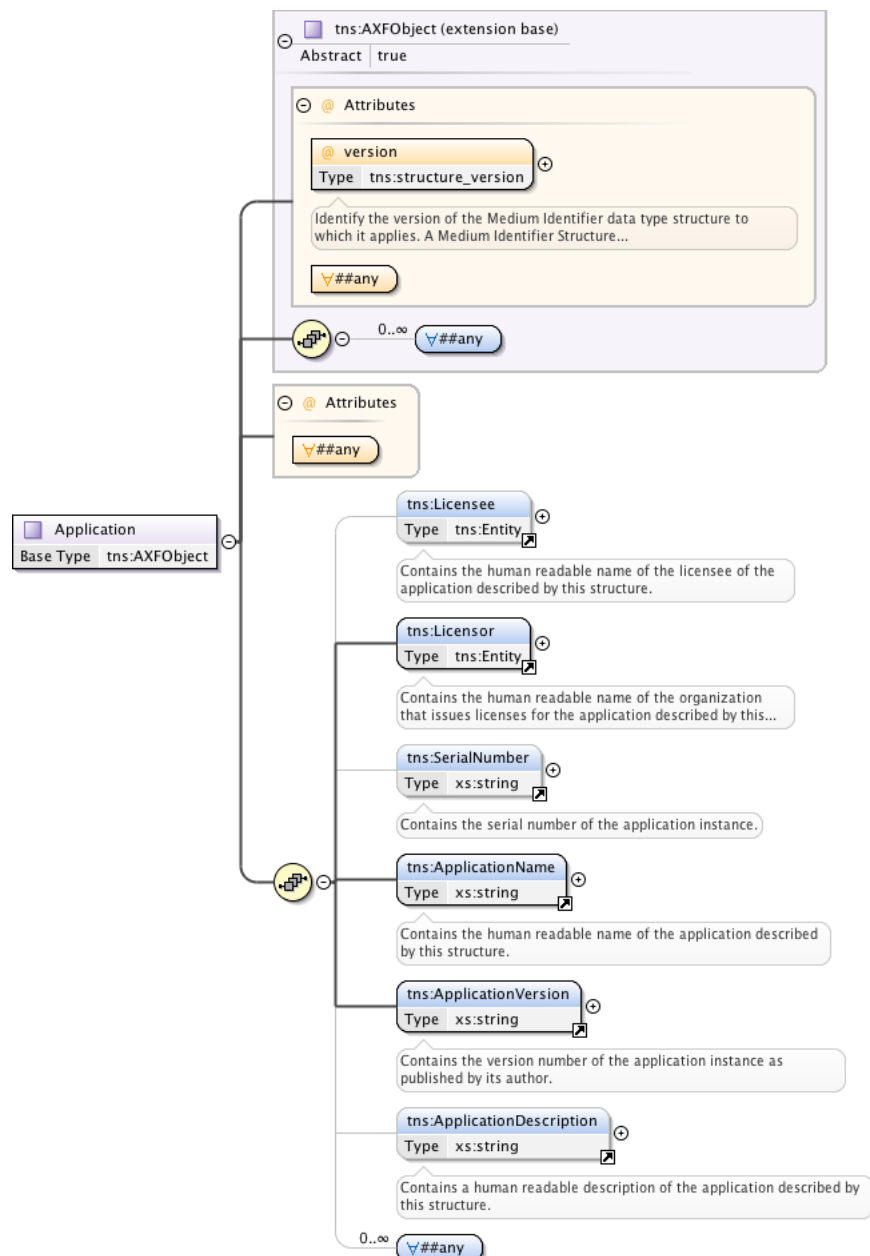 tns:AXFObject (extension base)
Abstract true
@ Attributes
@ version
Type tns:structure_version
Identify the version of the Medium Identifier data type structure to
which it applies. A Medium Identifier Structure...
∀##any
0..∞
∀##any
@ Attributes
∀##any
Application
Base Type tns:AXFObject
tns:Licensee
Type tns:Entity
Contains the human readable name of the licensee of the
application described by this structure.
tns:Licensor
Type tns:Entity
Contains the human readable name of the organization
that issues licenses for the application described by this...
tns:SerialNumber
Type xs:string
Contains the serial number of the application instance.
tns:ApplicationName
Type xs:string
Contains the human readable name of the application described
by this structure.
tns:ApplicationVersion
Type xs:string
Contains the version number of the application instance as
published by its author.
tns:ApplicationDescription
Type xs:string
Contains a human readable description of the application described by
this structure.
0..∞
∀##any